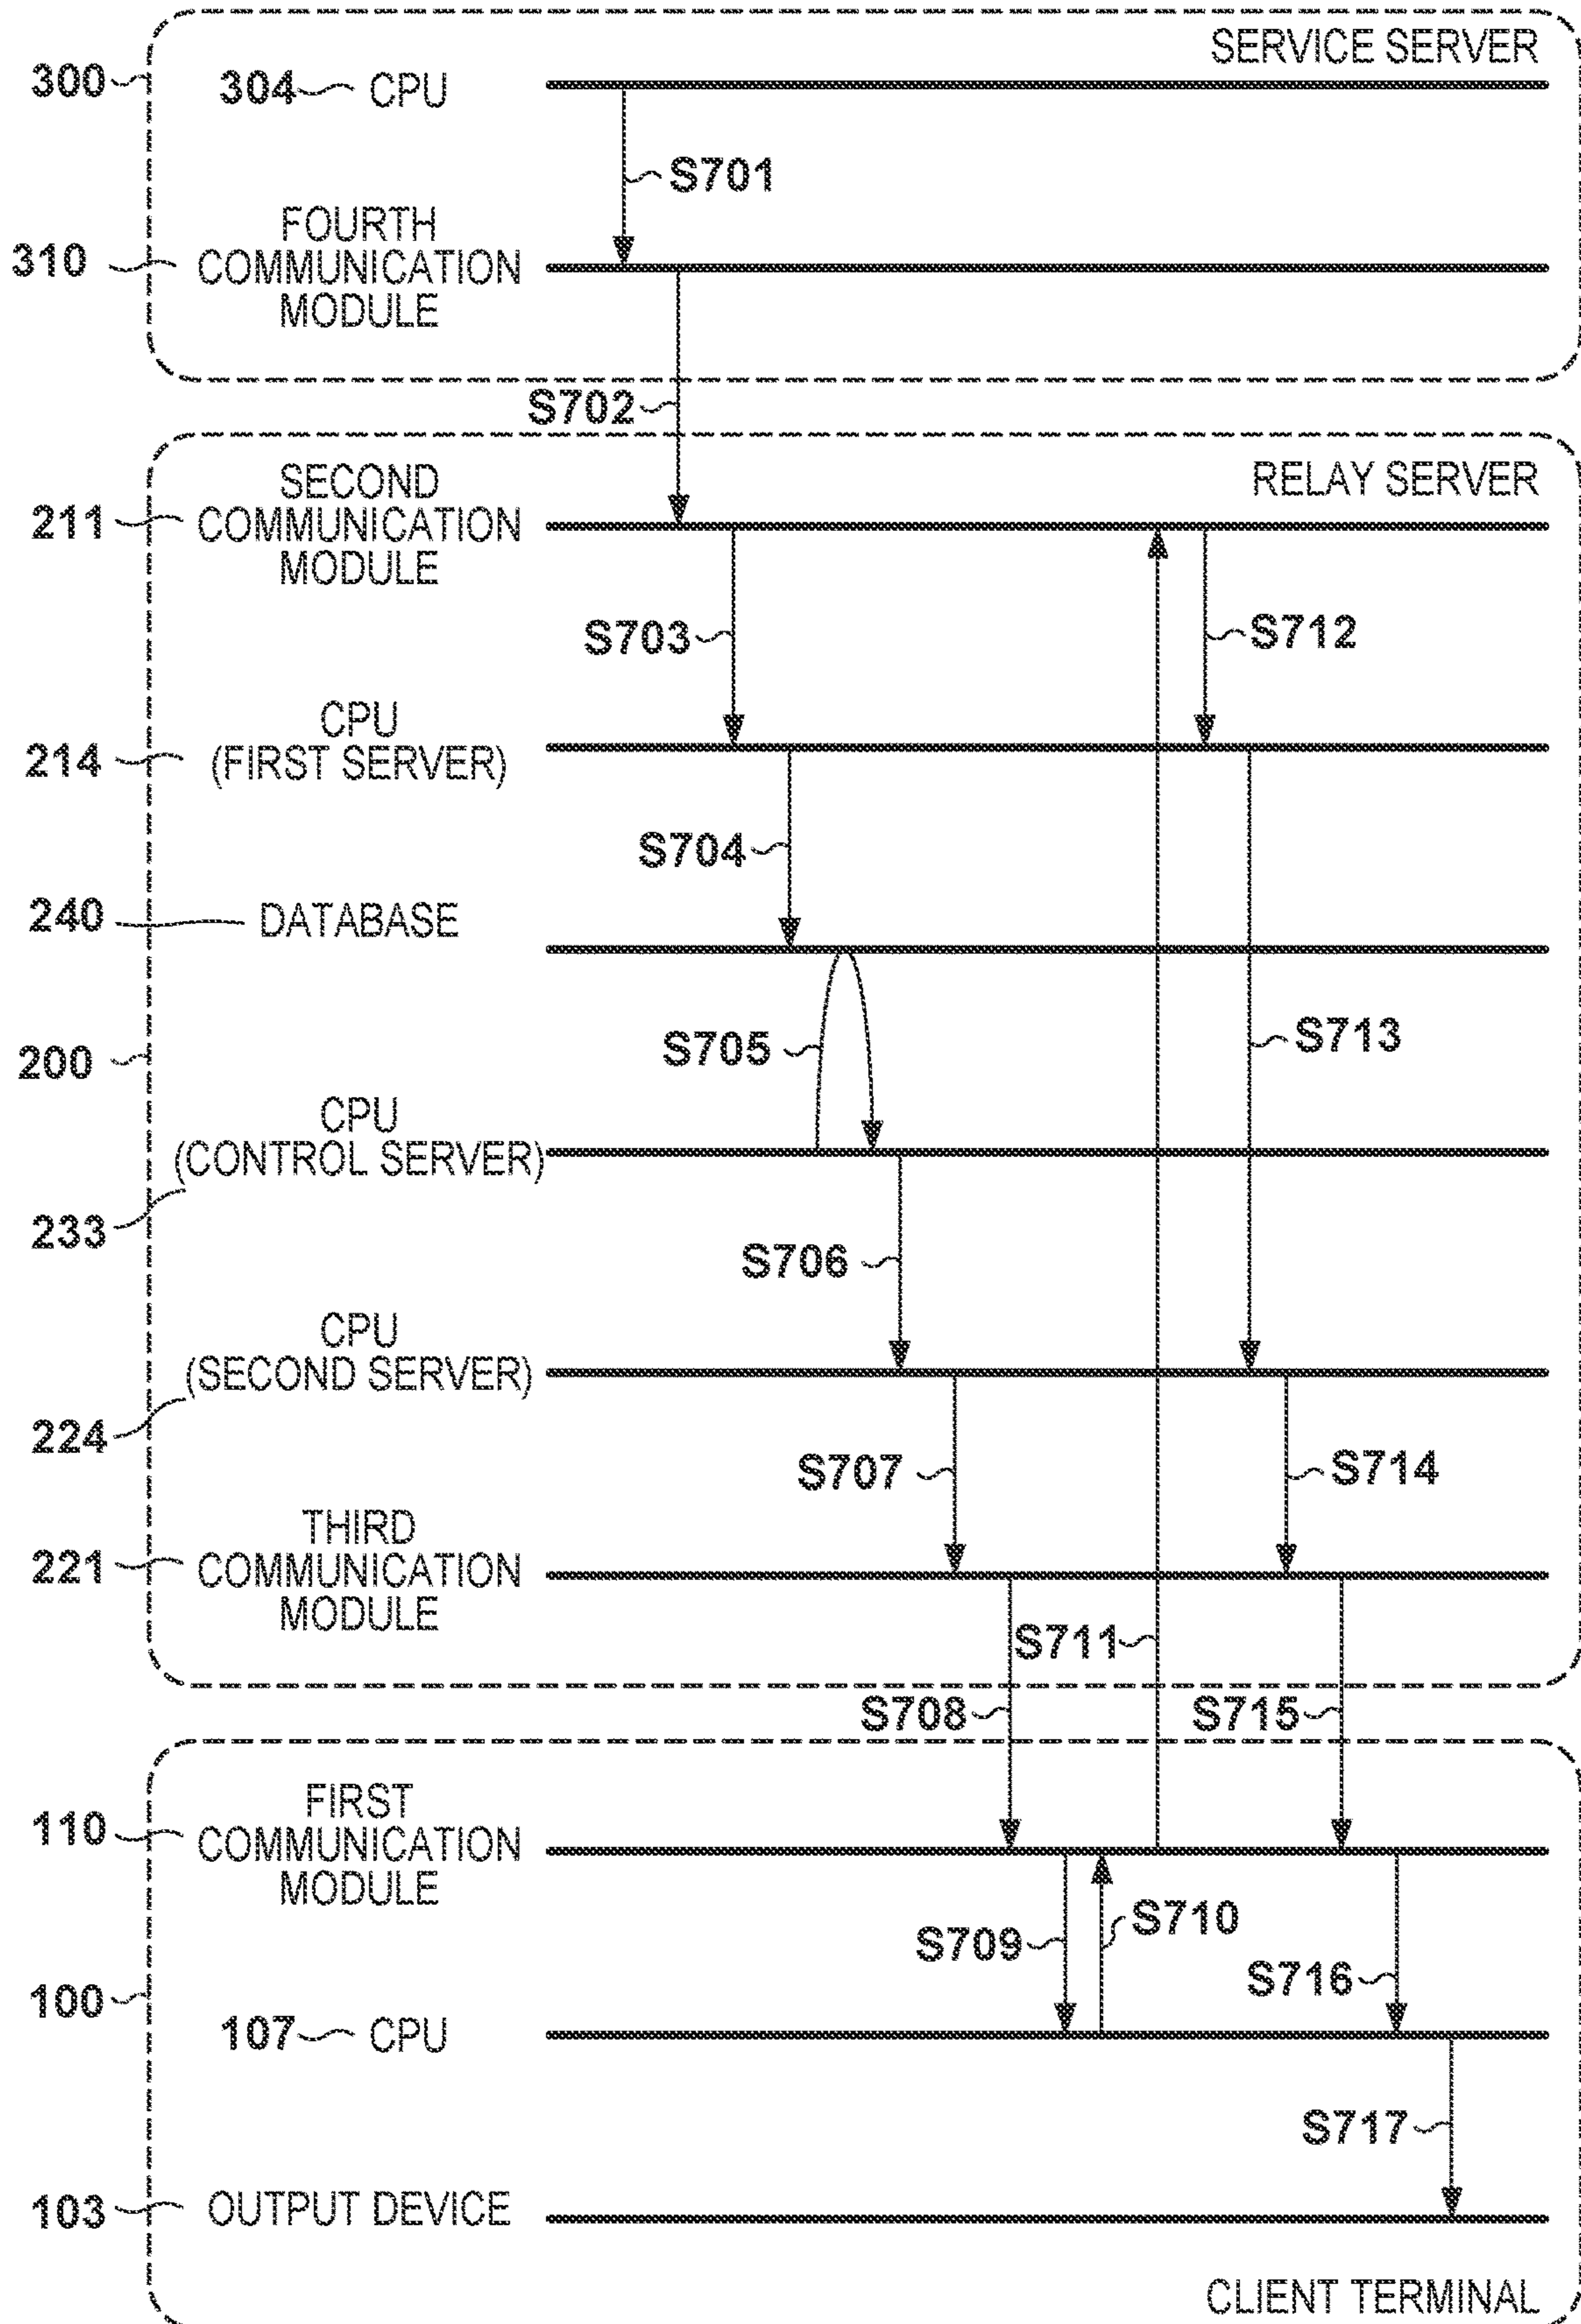 SERVICE SERVER
300
304 CPU
S701
FOURTH
310 COMMUNICATION
MODULE
S702
RELAY SERVER
SECOND
211 COMMUNICATION
MODULE
S703
S712
CPU
214 (FIRST SERVER)
S704
240 DATABASE
S705
S713
200
CPU
(CONTROL SERVER)
233
S706
CPU
(SECOND SERVER)
224
S707
S714
THIRD
221 COMMUNICATION
MODULE
S711
S708
S715
FIRST
110 COMMUNICATION
MODULE
S709
S710
S716
100
107 CPU
S717
103 OUTPUT DEVICE
CLIENT TERMINAL